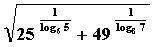 √(25^(1/log₆ 5) + 49^(1/log₈ 7))